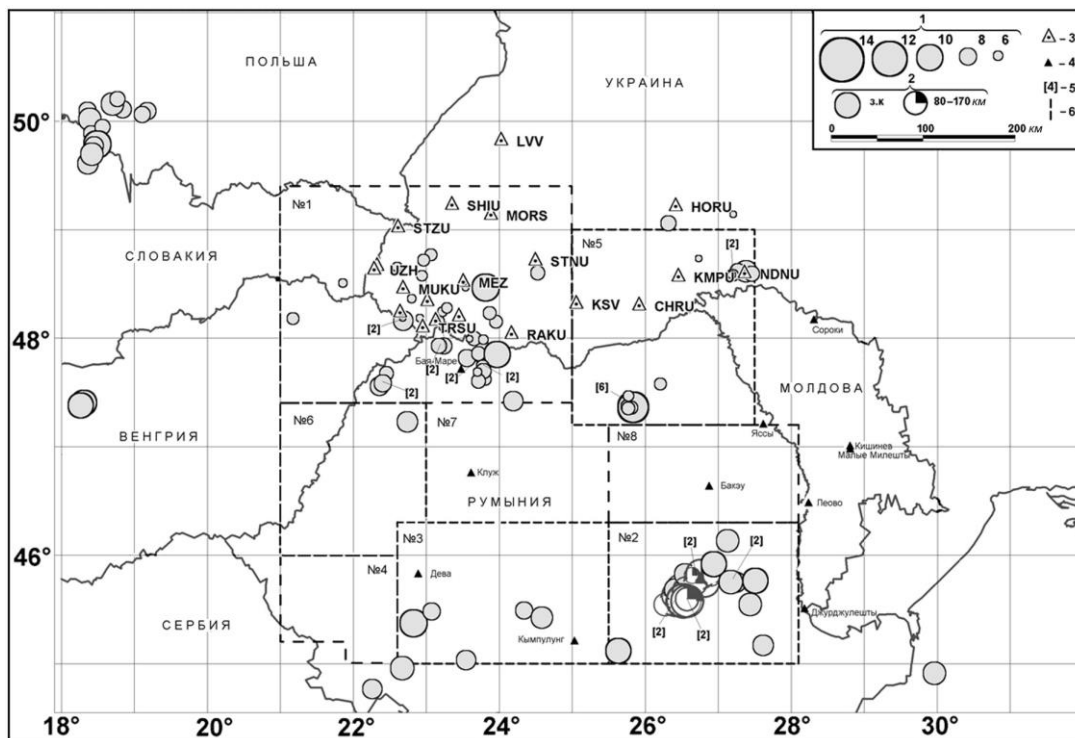 1
14 12 10 8 6
2
з.к 80–170 км
0 100 200 км
– 3
– 4
[4] – 5
– 6
ПОЛЬША
УКРАИНА
50°
LVV
№1
SHIU
MORS
HORU
STZU
№5
[2]
СЛОВАКИЯ
UZH
STNU
KMPU
NDNU
MUKU
MEZ
KSV
CHRU
[2]
TRSU
RAKU
Сороки
48°
Бая-Маре
[2]
[2]
[2]
[2]
МОЛДОВА
[6]
ВЕНГРИЯ
№6
№7
№8
Яссы
Кишинев
Малые Милешты
Клуж
Бакэу
РУМЫНИЯ
Леово
46°
№3
№2
[2]
[2]
№4
Дева
СЕРБИЯ
Кымпулунг
[2]
[2]
Джурджулешты
18° 20° 22° 24° 26° 28° 30°